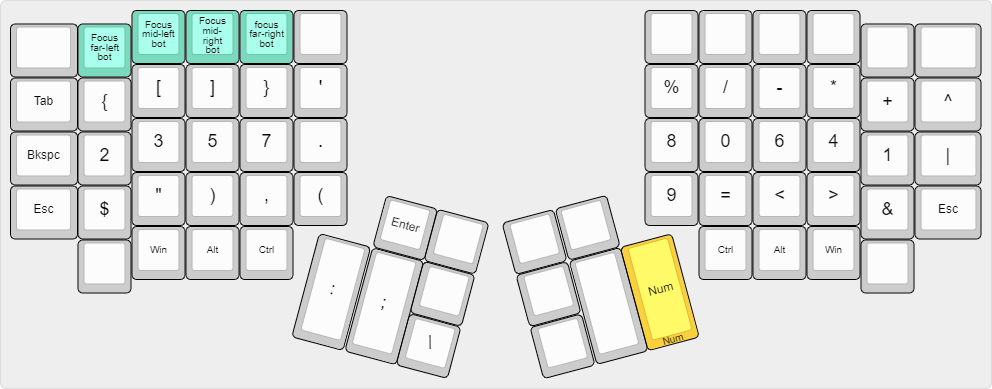 Focus
far-left
bot
Focus
mid-left
bot
Focus
mid-
right
bot
focus
far-right
bot
Tab
{
[
]
}
'
%
/
-
*
+
^
Bkspc
2
3
5
7
.
8
0
6
4
1
|
Esc
$
"
)
,
(
9
=
<
>
&
Esc
Win
Alt
Ctrl
Enter
:
;
|
Num
Num
Ctrl
Alt
Win